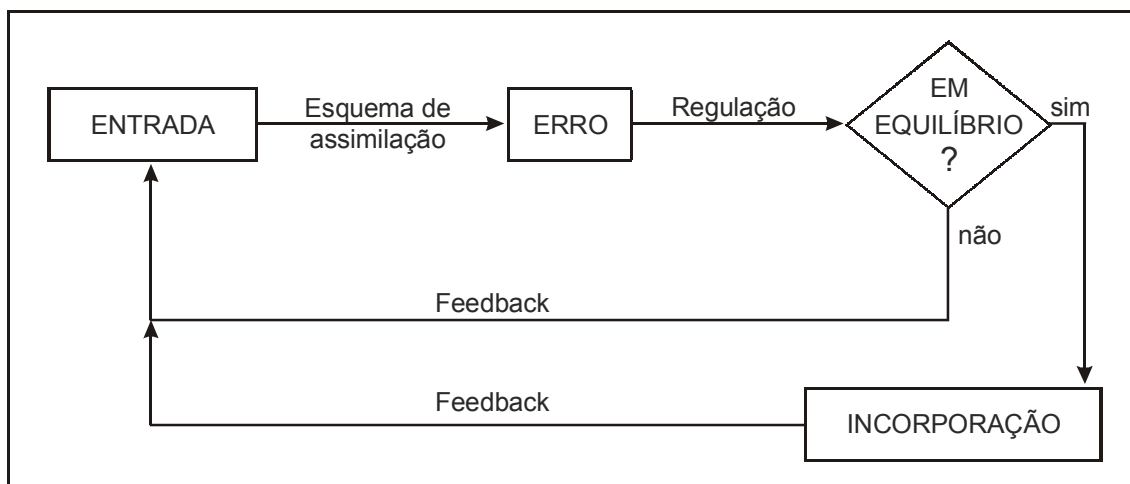 ENTRADA
Esquema de
assimilação
ERRO
Regulação
EM
EQUILÍBRIO
?
sim
não
Feedback
Feedback
INCORPORAÇÃO